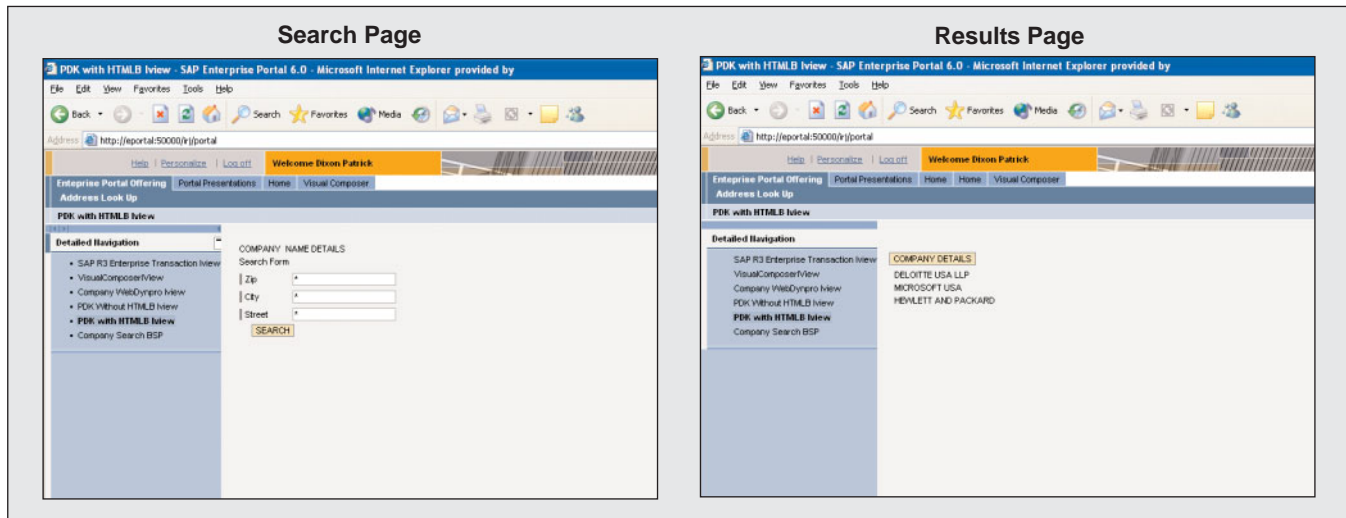 Search Page
PDK with HTMLB Iview - SAP Enterprise Portal 6.0 - Microsoft Internet Explorer provided by
File Edit View Favorites Tools Help
Back Search Favorites Media
Address http://eportal:50000/irj/portal
Help | Personalize | Log off Welcome Dixon Patrick
Enteprise Portal Offering Portal Presentations Home Visual Composer
Address Look Up
PDK with HTMLB Iview
Detailed Navigation
• SAP R3 Enterprise Transaction Iview
• VisualComposerIView
• Company WebDynpro Iview
• PDK Without HTMLB Iview
• PDK with HTMLB Iview
• Company Search BSP
COMPANY NAME DETAILS
Search Form
Zip *
City *
Street *
SEARCH
Results Page
PDK with HTMLB Iview - SAP Enterprise Portal 6.0 - Microsoft Internet Explorer provided by
File Edit View Favorites Tools Help
Back Search Favorites Media
Address http://eportal:50000/irj/portal
Help | Personalize | Log off Welcome Dixon Patrick
Enteprise Portal Offering Portal Presentations Home Home Visual Composer
Address Look Up
PDK with HTMLB Iview
Detailed Navigation
SAP R3 Enterprise Transaction Iview
VisualComposerIView
Company WebDynpro Iview
PDK Without HTMLB Iview
PDK with HTMLB Iview
Company Search BSP
COMPANY DETAILS
DELOITTE USA LLP
MICROSOFT USA
HEWLETT AND PACKARD